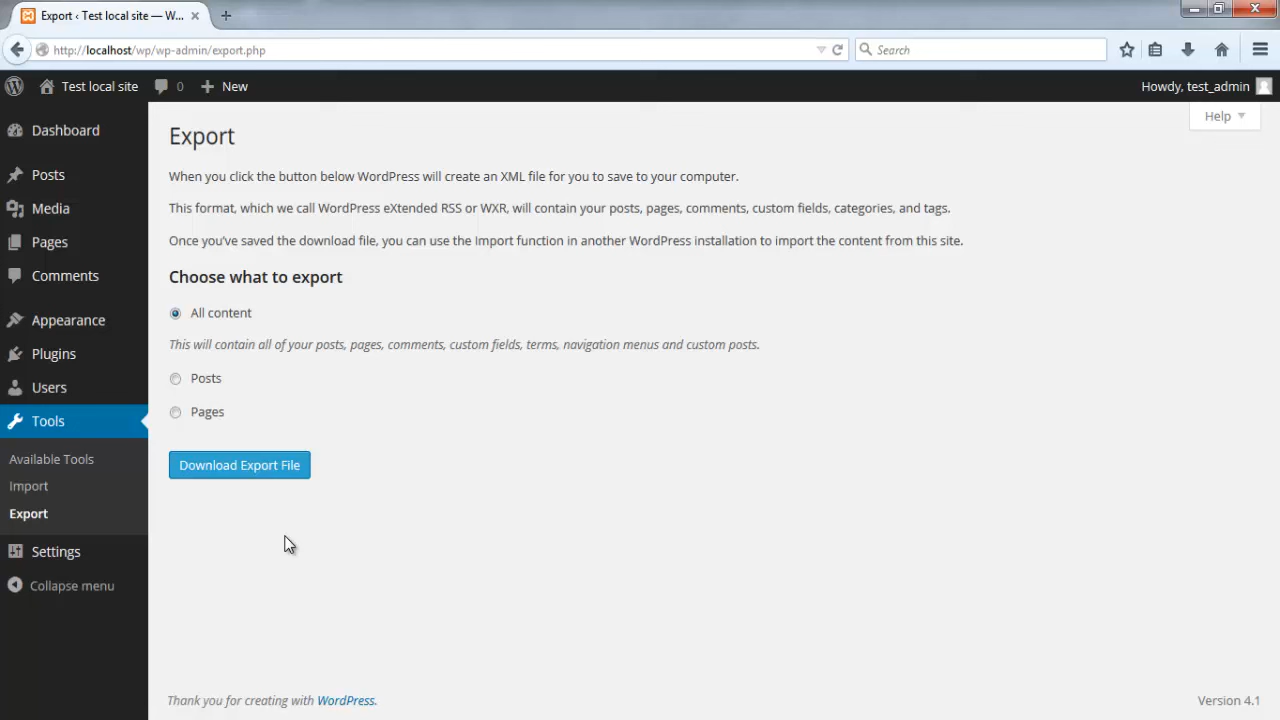 Export ‹ Test local site — W...
http://localhost/wp/wp-admin/export.php
Search
Test local site
0
New
Howdy, test_admin
Help
Dashboard
Posts
Media
Pages
Comments
Appearance
Plugins
Users
Tools
Available Tools
Import
Export
Settings
Collapse menu
Export
When you click the button below WordPress will create an XML file for you to save to your computer.
This format, which we call WordPress eXtended RSS or WXR, will contain your posts, pages, comments, custom fields, categories, and tags.
Once you've saved the download file, you can use the Import function in another WordPress installation to import the content from this site.
Choose what to export
All content
This will contain all of your posts, pages, comments, custom fields, terms, navigation menus and custom posts.
Posts
Pages
Download Export File
Thank you for creating with WordPress.
Version 4.1